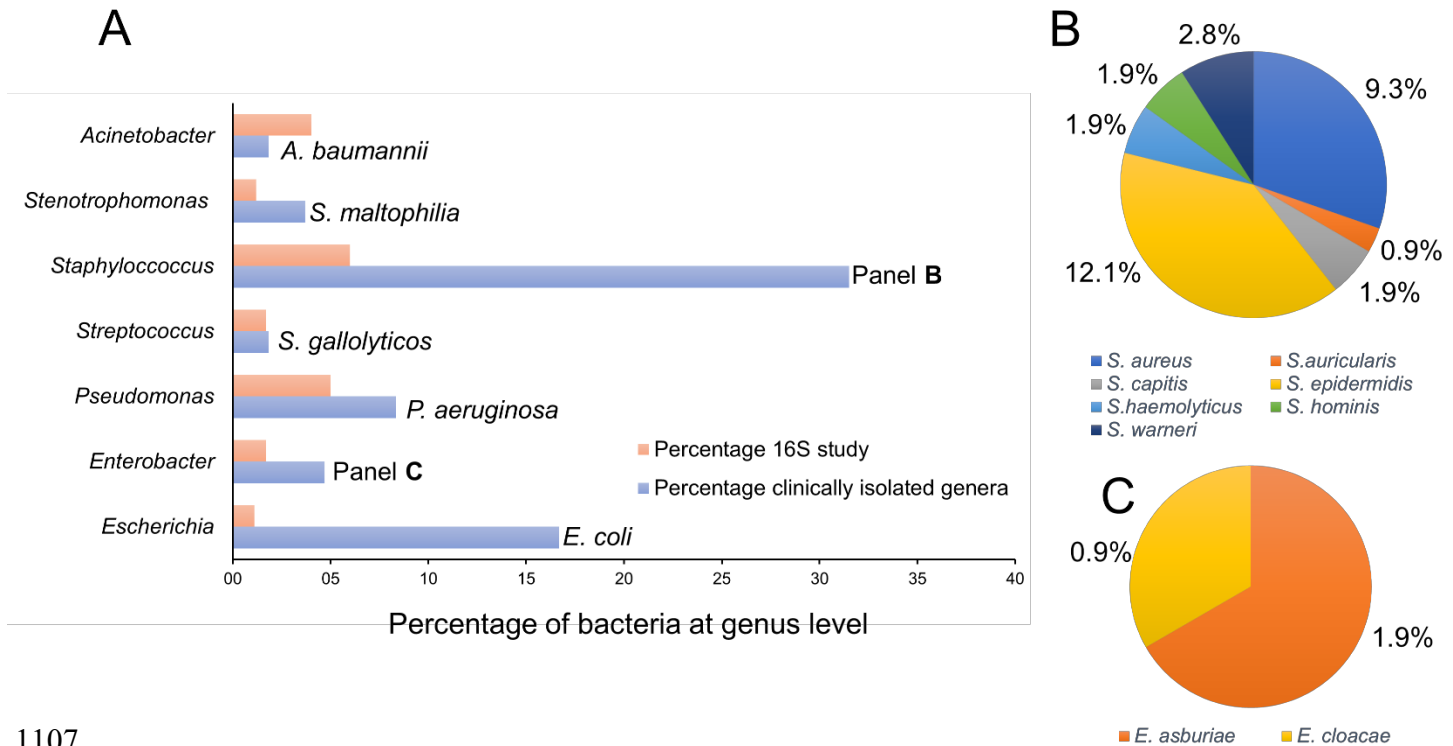 A
Acinetobacter
A. baumannii
Stenotrophomonas
S. maltophilia
Staphyloccoccus
Panel B
Streptococcus
S. gallolyticos
Pseudomonas
P. aeruginosa
Enterobacter
Panel C
Escherichia
E. coli
Percentage 16S study
Percentage clinically isolated genera
00 05 10 15 20 25 30 35 40
Percentage of bacteria at genus level
B
2.8%
1.9%
1.9%
12.1%
9.3%
0.9%
1.9%
S. aureus S.auricularis
S. capitis S. epidermidis
S.haemolyticus S. hominis
S. warneri
C
0.9%
1.9%
E. asburiae E. cloacae
1107